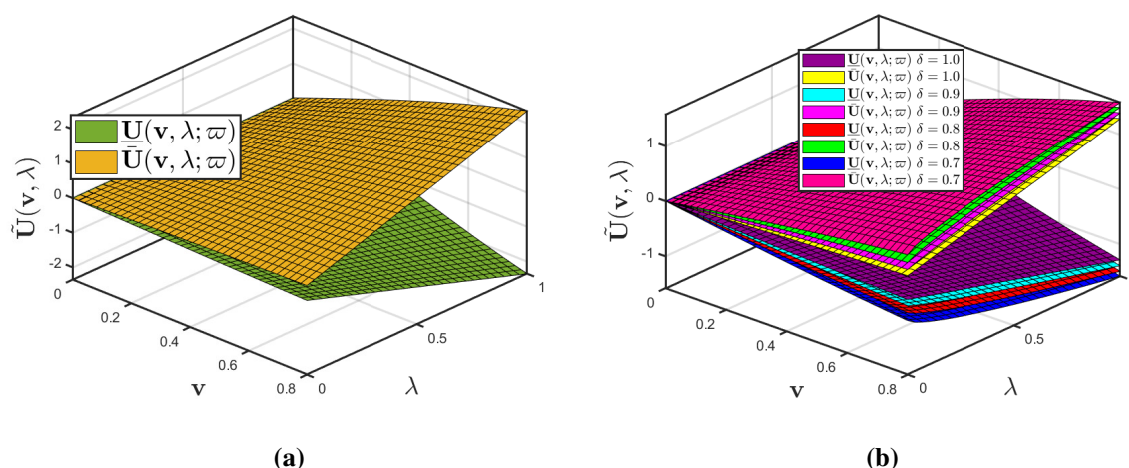 U(v, λ; ϖ)
Ū(v, λ; ϖ)
Ũ(v, λ)
2
1
0
-1
-2
0
0.2
0.4
0.6
0.8
v
0
0.5
1
λ
(a)
U̲(v, λ; ϖ) δ = 1.0
Ū(v, λ; ϖ) δ = 1.0
U̲(v, λ; ϖ) δ = 0.9
Ū(v, λ; ϖ) δ = 0.9
U̲(v, λ; ϖ) δ = 0.8
Ū(v, λ; ϖ) δ = 0.8
U̲(v, λ; ϖ) δ = 0.7
Ū(v, λ; ϖ) δ = 0.7
Ũ(v, λ)
1
0
-1
0
0.2
0.4
0.6
0.8
v
0
0.5
λ
(b)